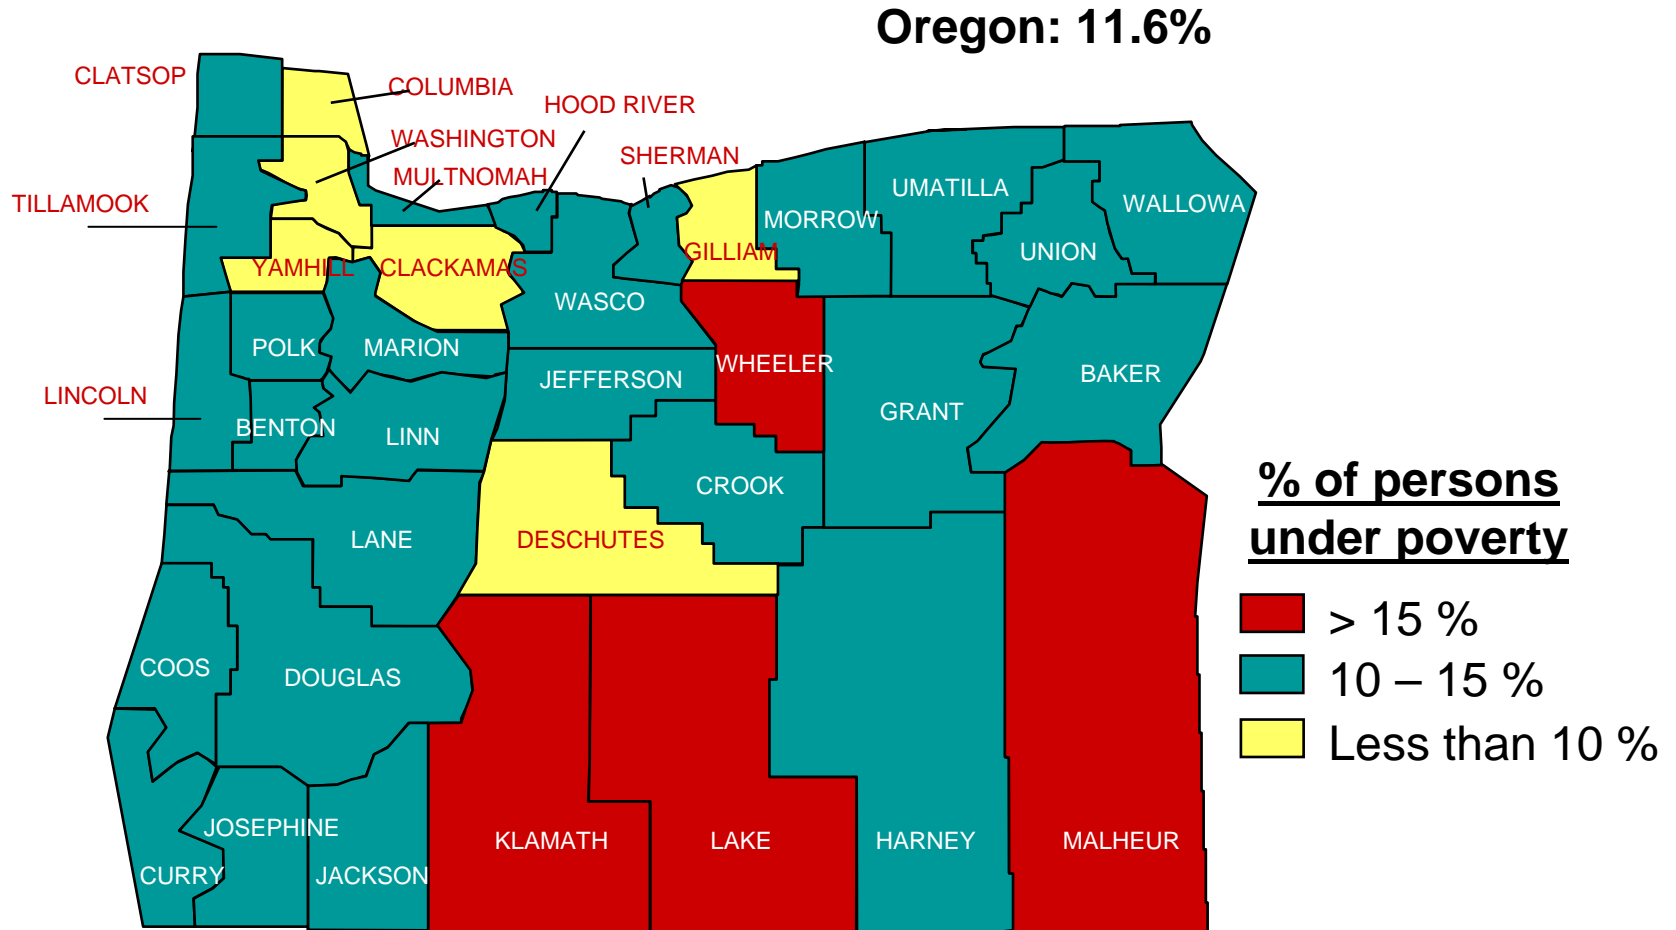 Oregon: 11.6%
CLATSOP
COLUMBIA
HOOD RIVER
WASHINGTON
SHERMAN
MULTNOMAH
UMATILLA
TILLAMOOK
WALLOWA
MORROW
UNION
GILLIAM
YAMHILL
CLACKAMAS
WASCO
POLK
MARION
WHEELER
JEFFERSON
BAKER
LINCOLN
GRANT
BENTON
LINN
CROOK
% of persons
under poverty
LANE
DESCHUTES
> 15 %
COOS
DOUGLAS
10 – 15 %
Less than 10 %
JOSEPHINE
KLAMATH
LAKE
HARNEY
MALHEUR
CURRY
JACKSON